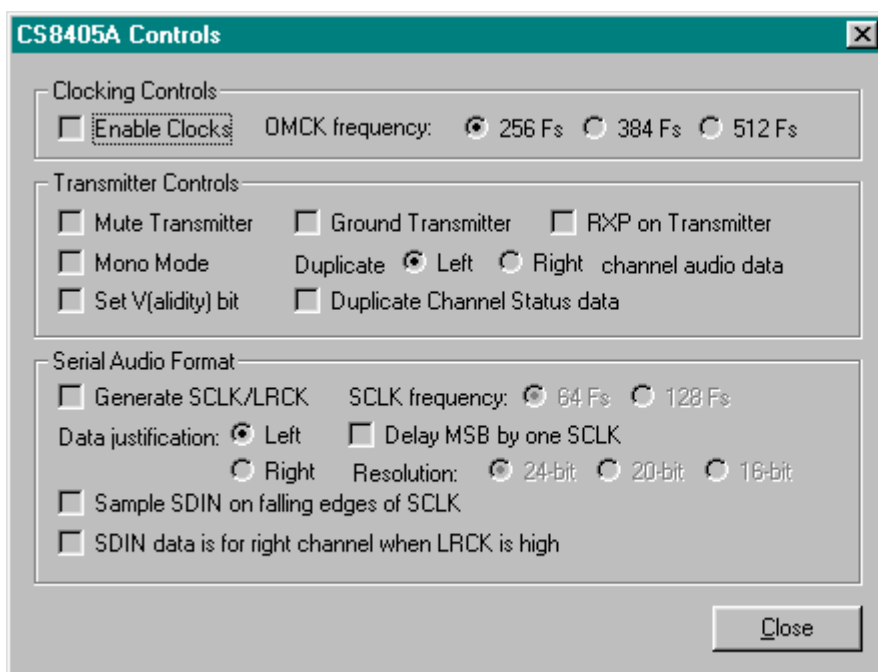 CS8405A Controls
Clocking Controls
Enable Clocks OMCK frequency: 256 Fs 384 Fs 512 Fs
Transmitter Controls
Mute Transmitter Ground Transmitter RXP on Transmitter
Mono Mode Duplicate Left Right channel audio data
Set V(alidity) bit Duplicate Channel Status data
Serial Audio Format
Generate SCLK/LRCK SCLK frequency: 64 Fs 128 Fs
Data justification: Left Delay MSB by one SCLK
Right Resolution: 24-bit 20-bit 16-bit
Sample SDIN on falling edges of SCLK
SDIN data is for right channel when LRCK is high
Close